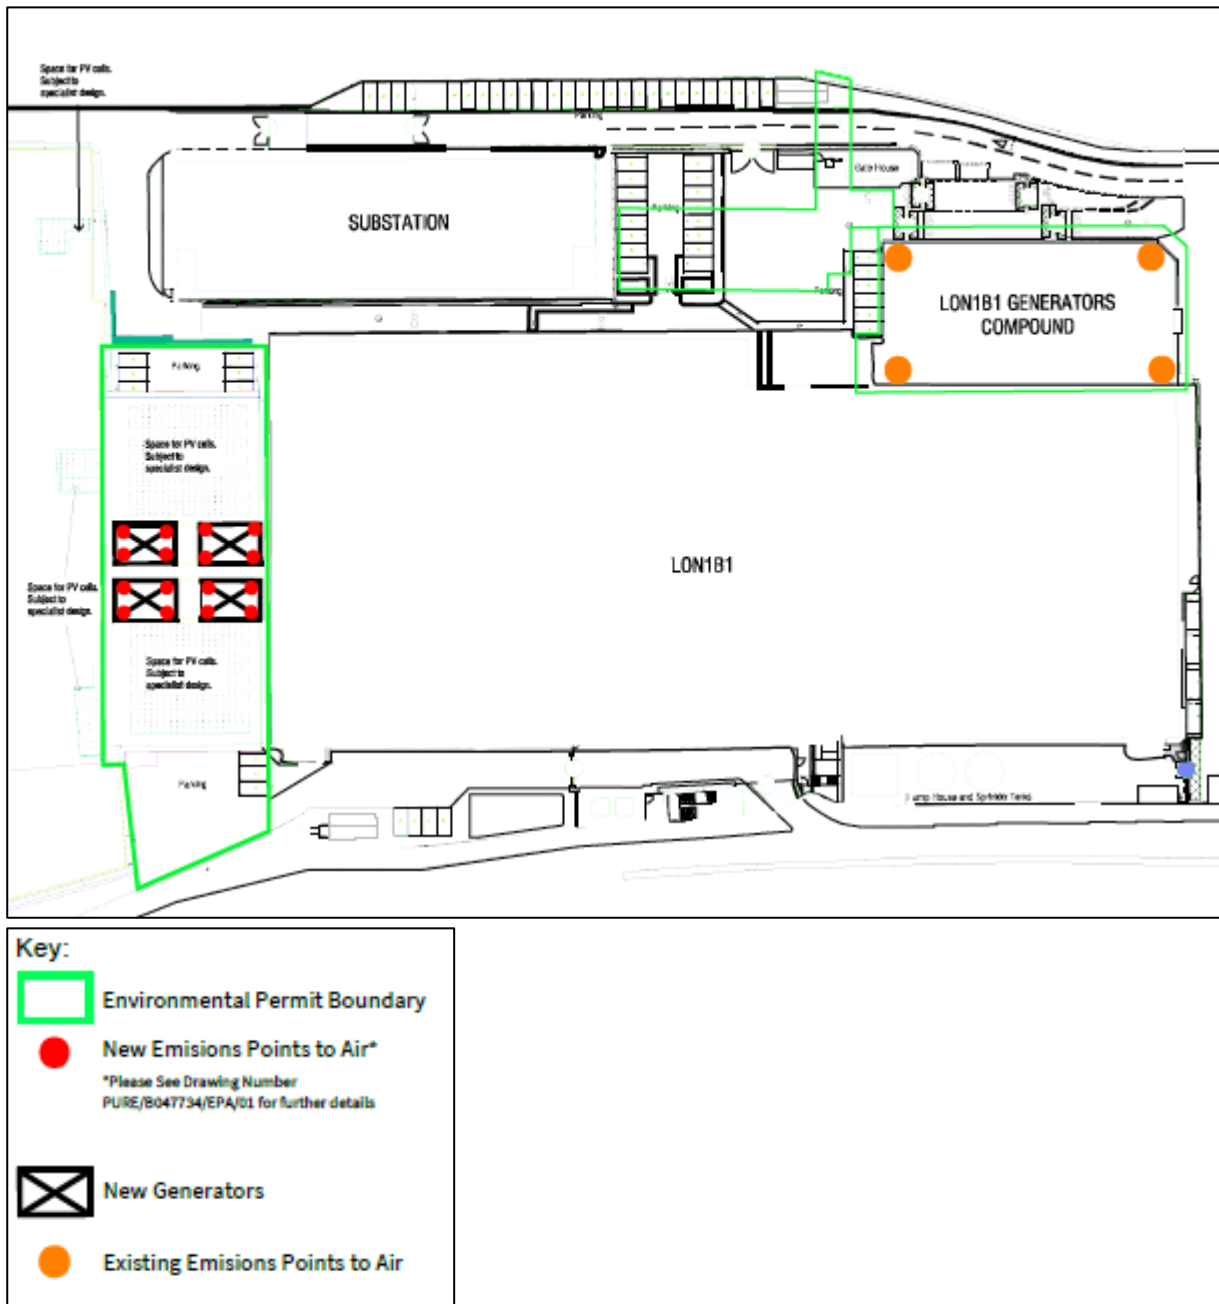 Space for PV cells.
Subject to
specialist design.
Parking
Gate House
SUBSTATION
Parking
Parking
LON1B1 GENERATORS
COMPOUND
Parking
Space for PV cells.
Subject to
specialist design.
LON1B1
Space for PV cells.
Subject to
specialist design.
Space for PV cells.
Subject to
specialist design.
Parking
Pump House and Sprinkler Tanks
Key:
Environmental Permit Boundary
New Emisions Points to Air*
*Please See Drawing Number
PURE/B047734/EPA/01 for further details
New Generators
Existing Emisions Points to Air